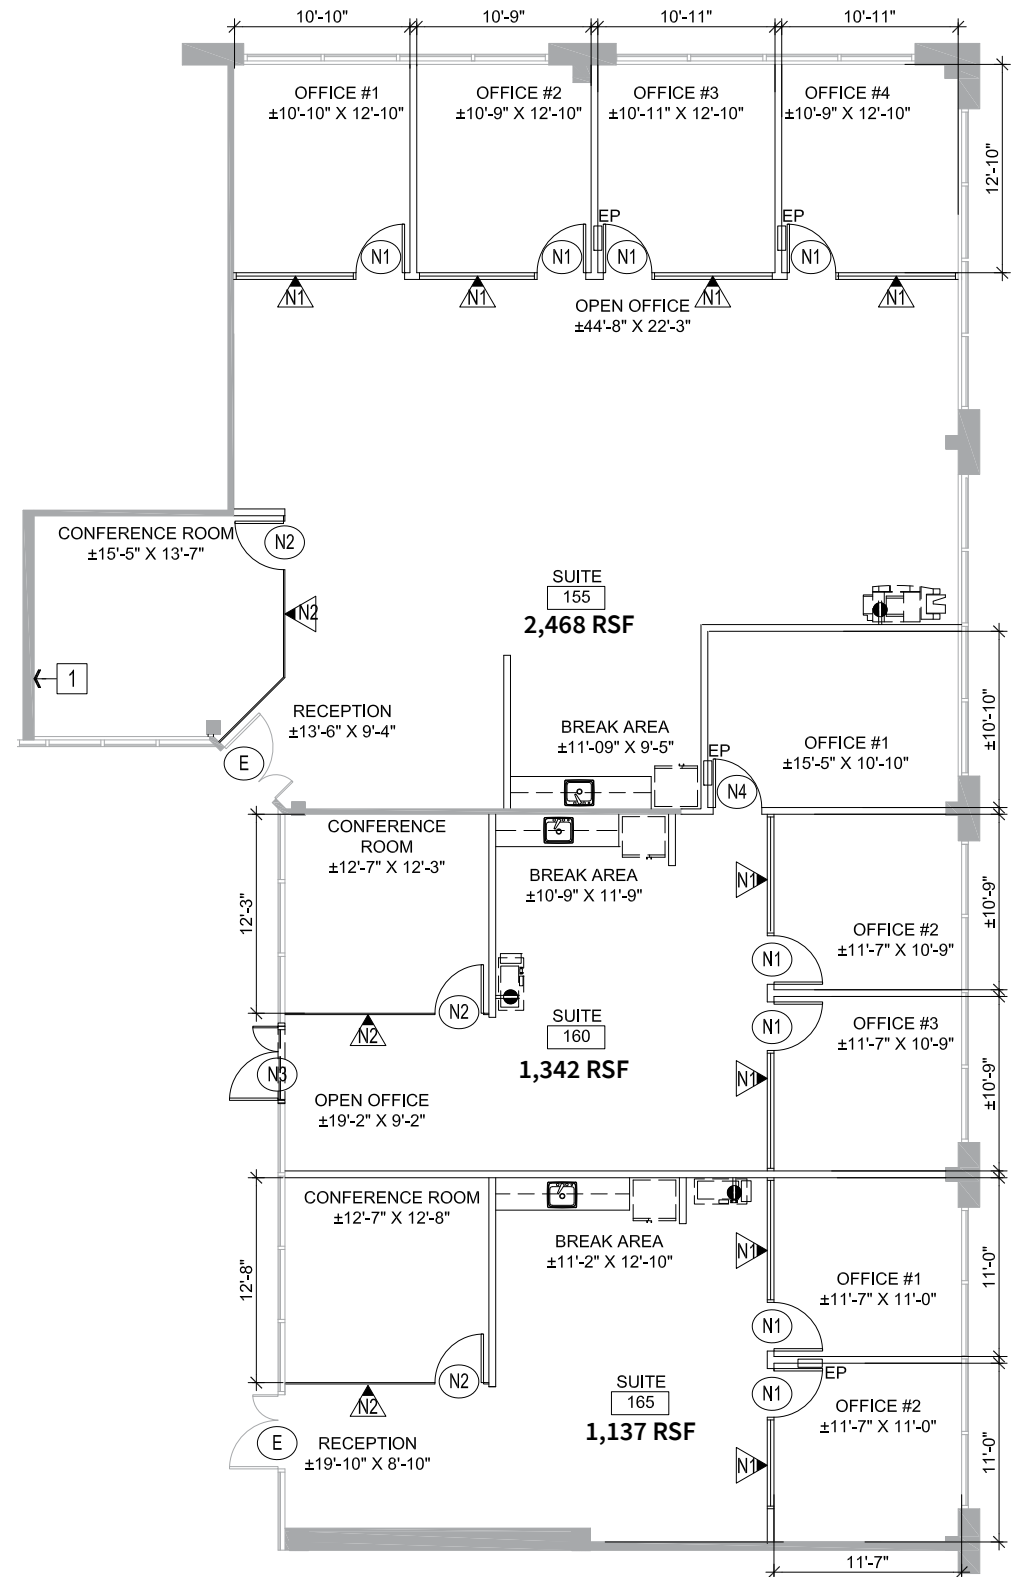 10'-10"
10'-9"
10'-11"
10'-11"
OFFICE #1
±10'-10" X 12'-10"
OFFICE #2
±10'-9" X 12'-10"
OFFICE #3
±10'-11" X 12'-10"
OFFICE #4
±10'-9" X 12'-10"
12'-10"
EP
EP
N1
N1
N1
N1
N1
N1
N1
N1
OPEN OFFICE
±44'-8" X 22'-3"
CONFERENCE ROOM
±15'-5" X 13'-7"
N2
N2
1
SUITE
155
2,468 RSF
RECEPTION
±13'-6" X 9'-4"
E
BREAK AREA
±11'-09" X 9'-5"
EP
N4
OFFICE #1
±15'-5" X 10'-10"
±10'-10"
CONFERENCE
ROOM
±12'-7" X 12'-3"
12'-3"
BREAK AREA
±10'-9" X 11'-9"
N1
OFFICE #2
±11'-7" X 10'-9"
±10'-9"
N1
N2
N2
SUITE
160
1,342 RSF
N1
OFFICE #3
±11'-7" X 10'-9"
±10'-9"
N3
N1
OPEN OFFICE
±19'-2" X 9'-2"
CONFERENCE ROOM
±12'-7" X 12'-8"
12'-8"
BREAK AREA
±11'-2" X 12'-10"
N1
OFFICE #1
±11'-7" X 11'-0"
11'-0"
N1
EP
N2
N2
SUITE
165
1,137 RSF
N1
OFFICE #2
±11'-7" X 11'-0"
11'-0"
E
RECEPTION
±19'-10" X 8'-10"
N1
11'-7"